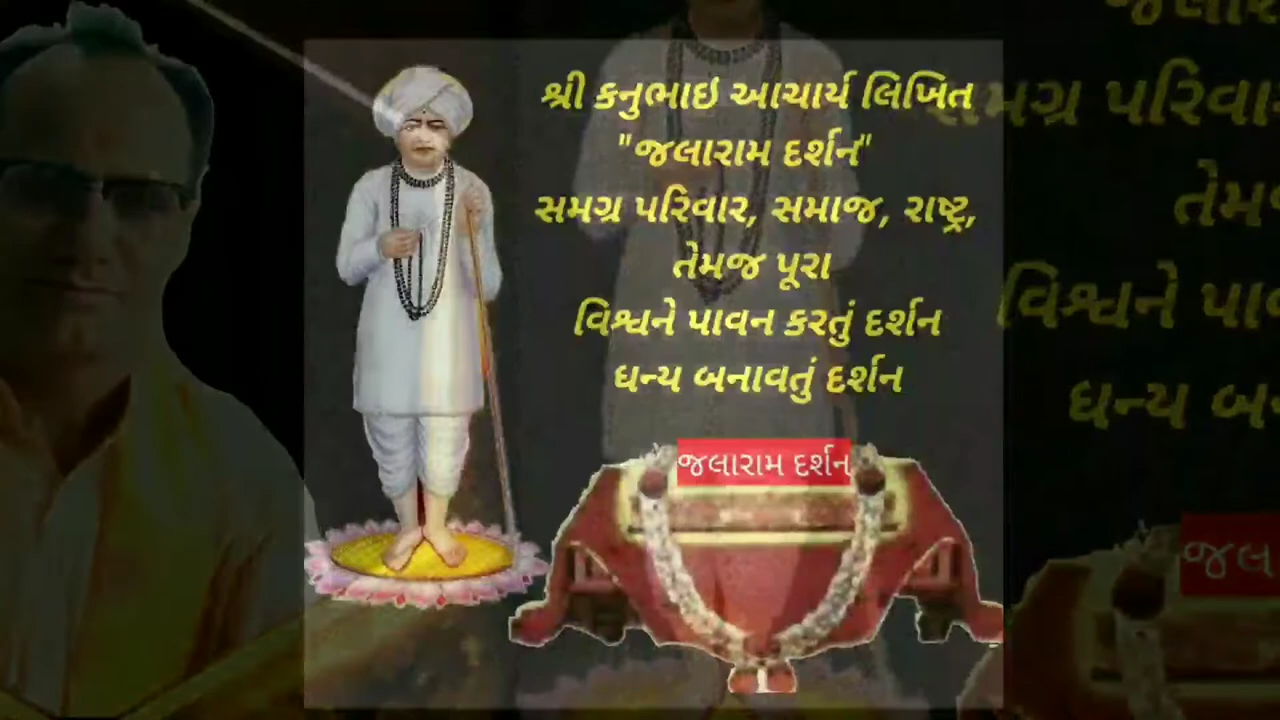 શ્રી કનુભાઇ આચાર્ય લિખિત
"જલારામ દર્શન"
સમગ્ર પરિવાર, સમાજ, રાષ્ટ્ર,
તેમજ પૂરા
વિશ્વને પાવન કરતું દર્શન
ધન્ય બનાવતું દર્શન
જલારામ દર્શન